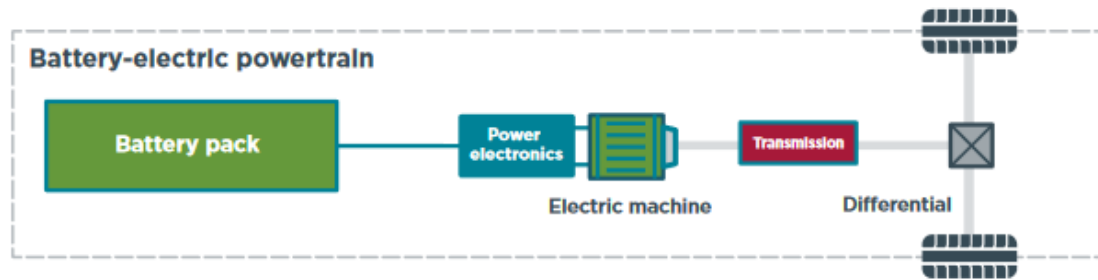 Battery-electric powertrain
Battery pack
Power
electronics
Transmission
Electric machine
Differential